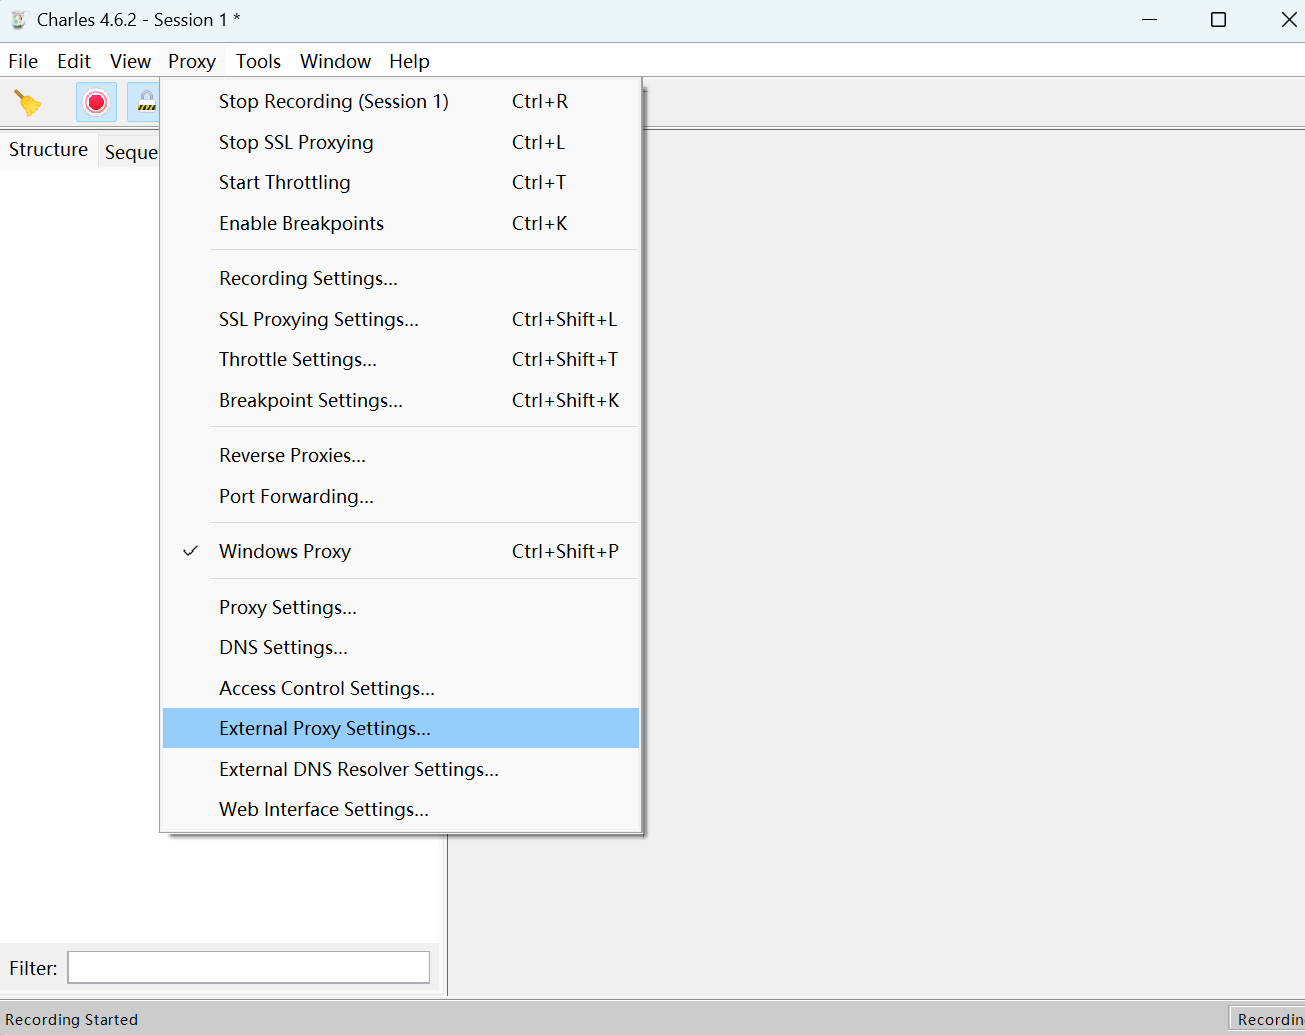 Charles 4.6.2 - Session 1 *
File Edit View Proxy Tools Window Help
Stop Recording (Session 1) Ctrl+R
Stop SSL Proxying Ctrl+L
Start Throttling Ctrl+T
Enable Breakpoints Ctrl+K
Structure
Recording Settings...
SSL Proxying Settings... Ctrl+Shift+L
Throttle Settings... Ctrl+Shift+T
Breakpoint Settings... Ctrl+Shift+K
Reverse Proxies...
Port Forwarding...
Windows Proxy Ctrl+Shift+P
Proxy Settings...
DNS Settings...
Access Control Settings...
External Proxy Settings...
External DNS Resolver Settings...
Web Interface Settings...
Filter:
Recording Started